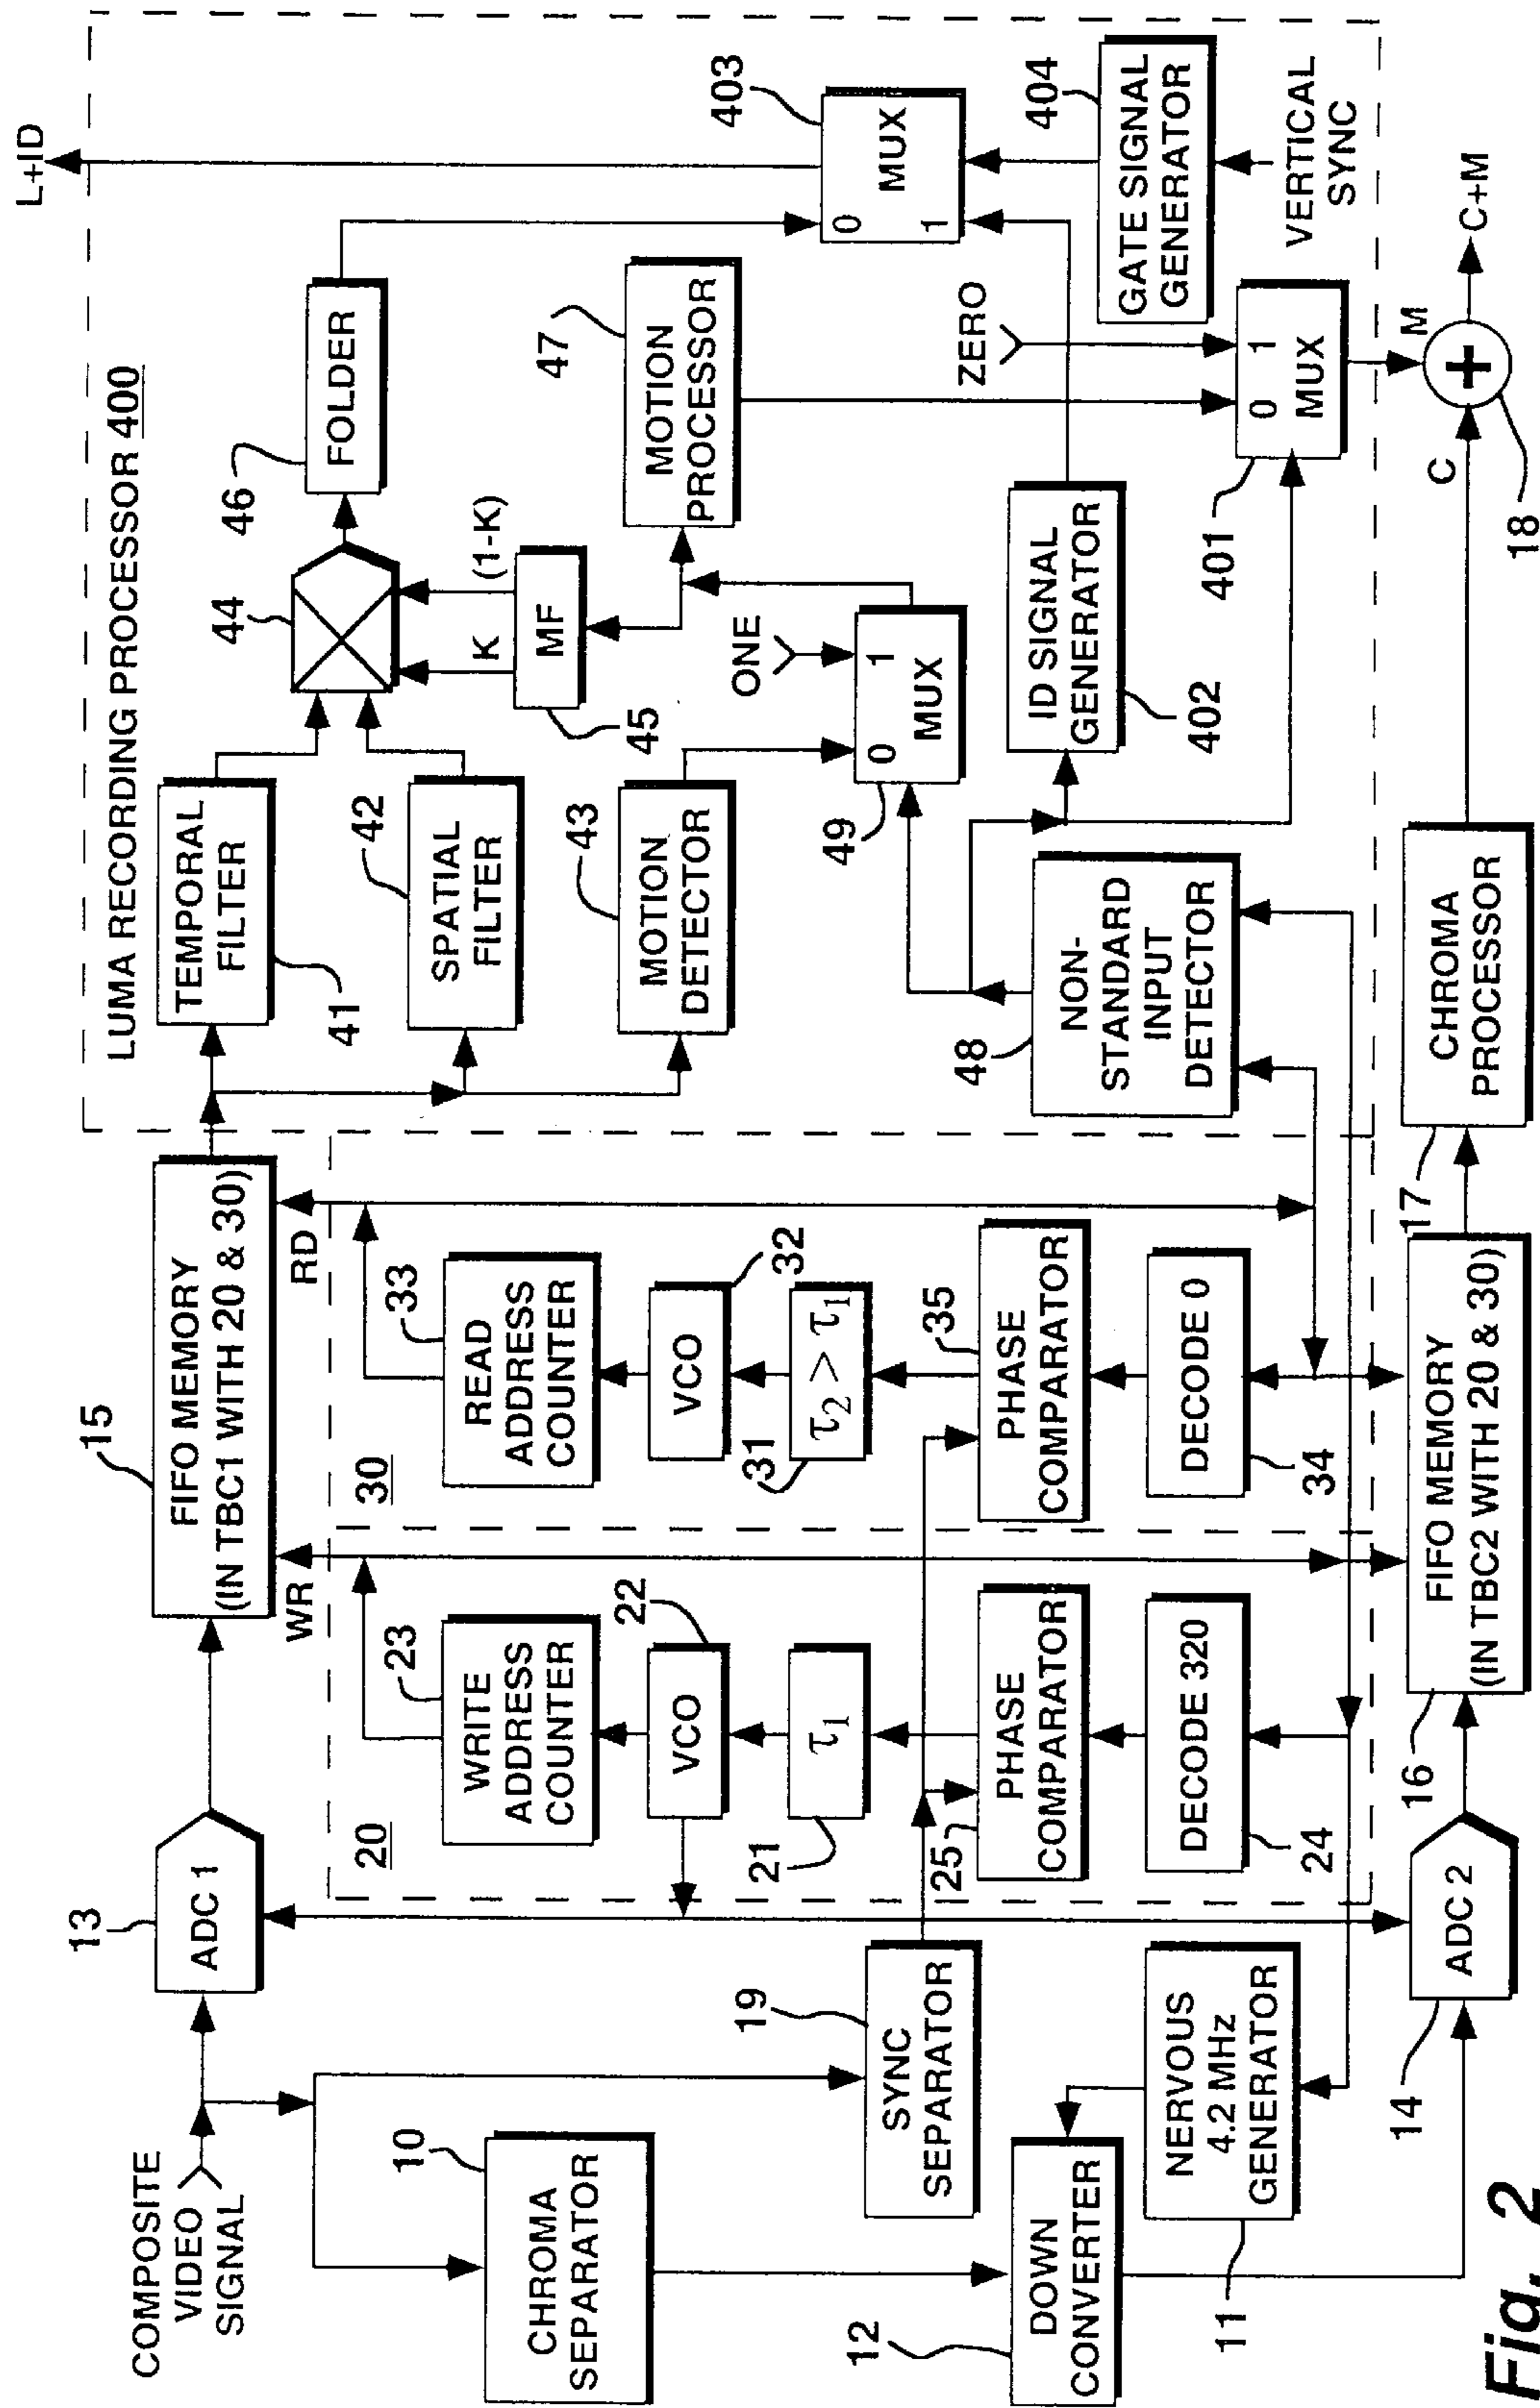 COMPOSITE
VIDEO
SIGNAL
13
ADC 1
15
FIFO MEMORY
(IN TBC1 WITH 20 & 30)
WR
RD
LUMA RECORDING PROCESSOR 400
L+ID
TEMPORAL
FILTER
41
SPATIAL
FILTER
42
MOTION
DETECTOR
43
44
K
(1-K)
MF
45
46
FOLDER
47
MOTION
PROCESSOR
ONE
0
1
MUX
49
403
0
1
MUX
404
GATE SIGNAL
GENERATOR
VERTICAL
SYNC
ZERO
ID SIGNAL
GENERATOR
402
0
1
MUX
401
M
48
NON-
STANDARD
INPUT
DETECTOR
10
CHROMA
SEPARATOR
19
SYNC
SEPARATOR
12
DOWN
CONVERTER
NERVOUS
4.2 MHz
GENERATOR
11
20
23
WRITE
ADDRESS
COUNTER
22
VCO
τ1
21
25
PHASE
COMPARATOR
DECODE 320
24
30
33
READ
ADDRESS
COUNTER
32
VCO
31
τ2 > τ1
35
PHASE
COMPARATOR
DECODE 0
34
14
ADC 2
16
FIFO MEMORY
(IN TBC2 WITH 20 & 30)
17
CHROMA
PROCESSOR
C
+
18
C+M
Fig. 2